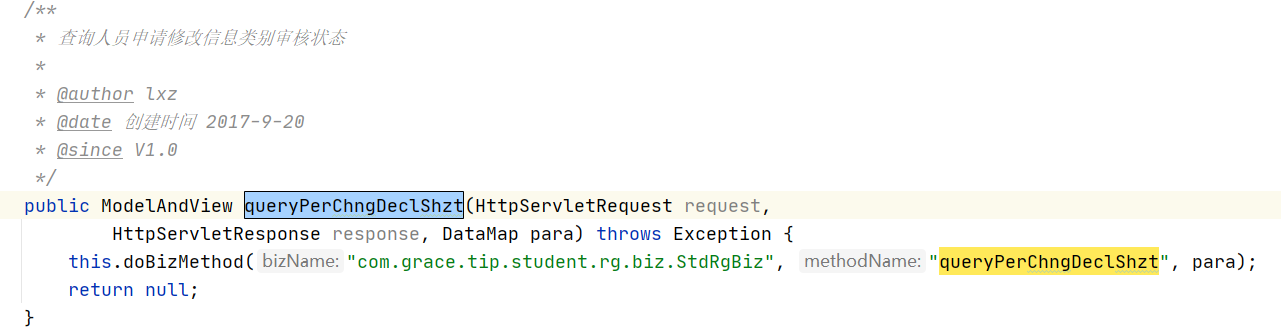 /**
* 查询人员申请修改信息类别审核状态
*
* @author lxz
* @date 创建时间 2017-9-20
* @since V1.0
*/
public ModelAndView queryPerChngDeclShzt(HttpServletRequest request,
HttpServletResponse response, DataMap para) throws Exception {
this.doBizMethod( bizName: "com.grace.tip.student.rg.biz.StdRgBiz", methodName: "queryPerChngDeclShzt", para);
return null;
}